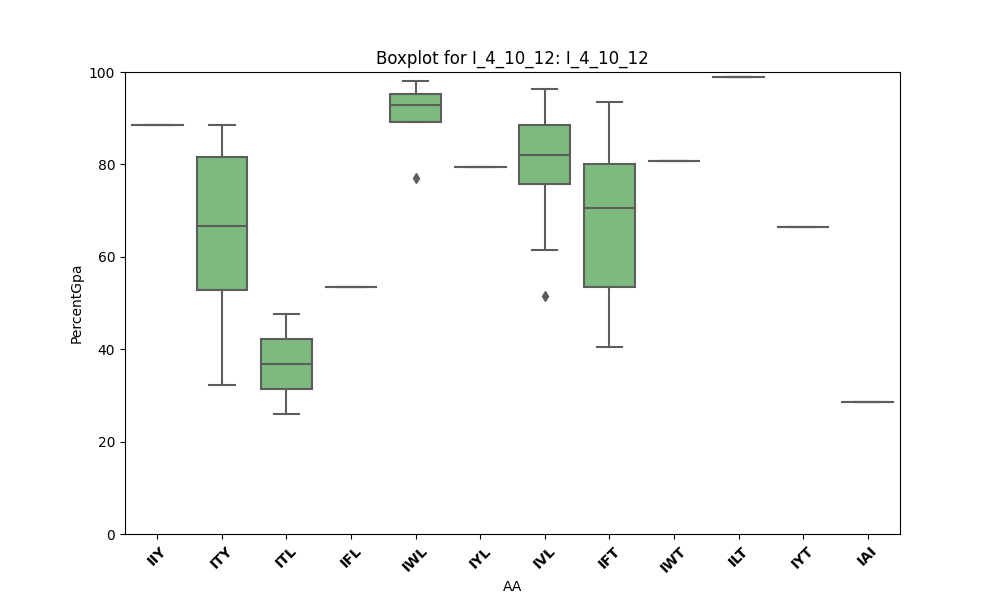 Boxplot for I_4_10_12: I_4_10_12
100
80
60
40
20
0
PercentGpa
IIY ITY ITL IFL IWL IYL IVL IFT IWT ILT IYT IAI
AA